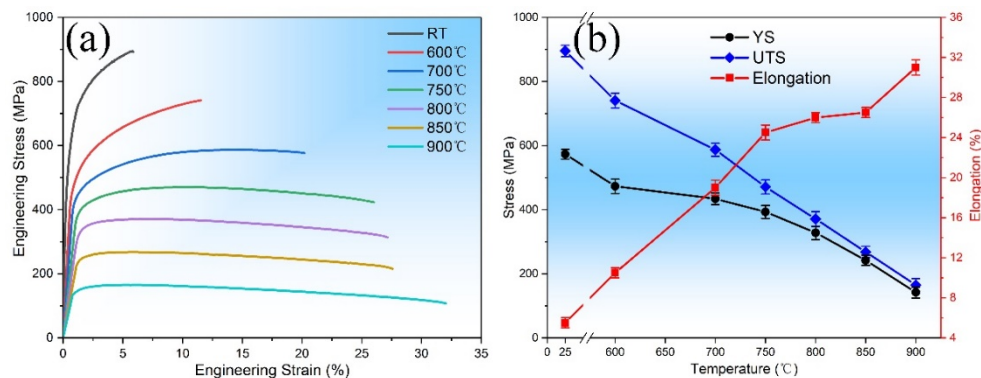 (a)
RT
600℃
700℃
750℃
800℃
850℃
900℃
Engineering Stress (MPa)
1000
800
600
400
200
0
0 5 10 15 20 25 30 35
Engineering Strain (%)
(b)
YS
UTS
Elongation
Stress (MPa)
1000
800
600
400
200
0
0 25 600 700 750 800 850 900
Temperature (℃)
36
32
28
24
20
16
12
8
4
Elongation (%)